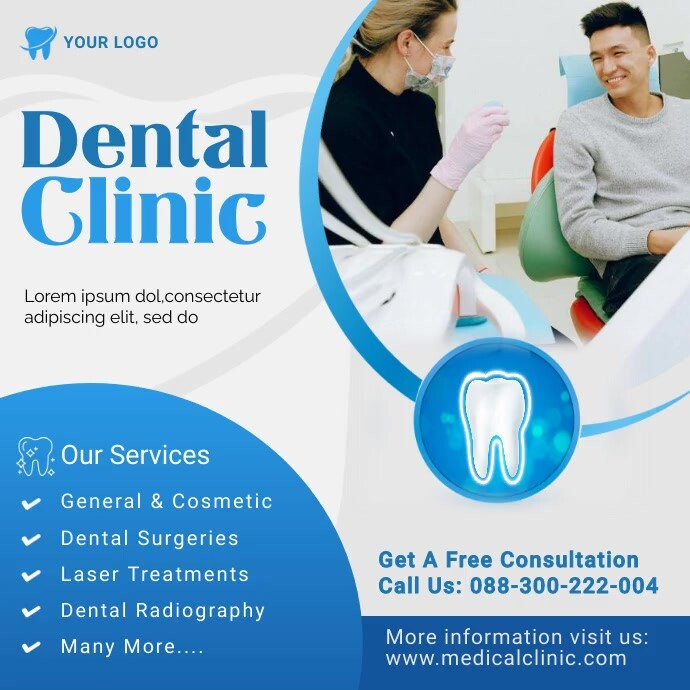 YOUR LOGO
Dental
Clinic
Lorem ipsum dol,consectetur
adipiscing elit, sed do
Our Services
General & Cosmetic
Dental Surgeries
Laser Treatments
Dental Radiography
Many More....
Get A Free Consultation
Call Us: 088-300-222-004
More information visit us:
www.medicalclinic.com